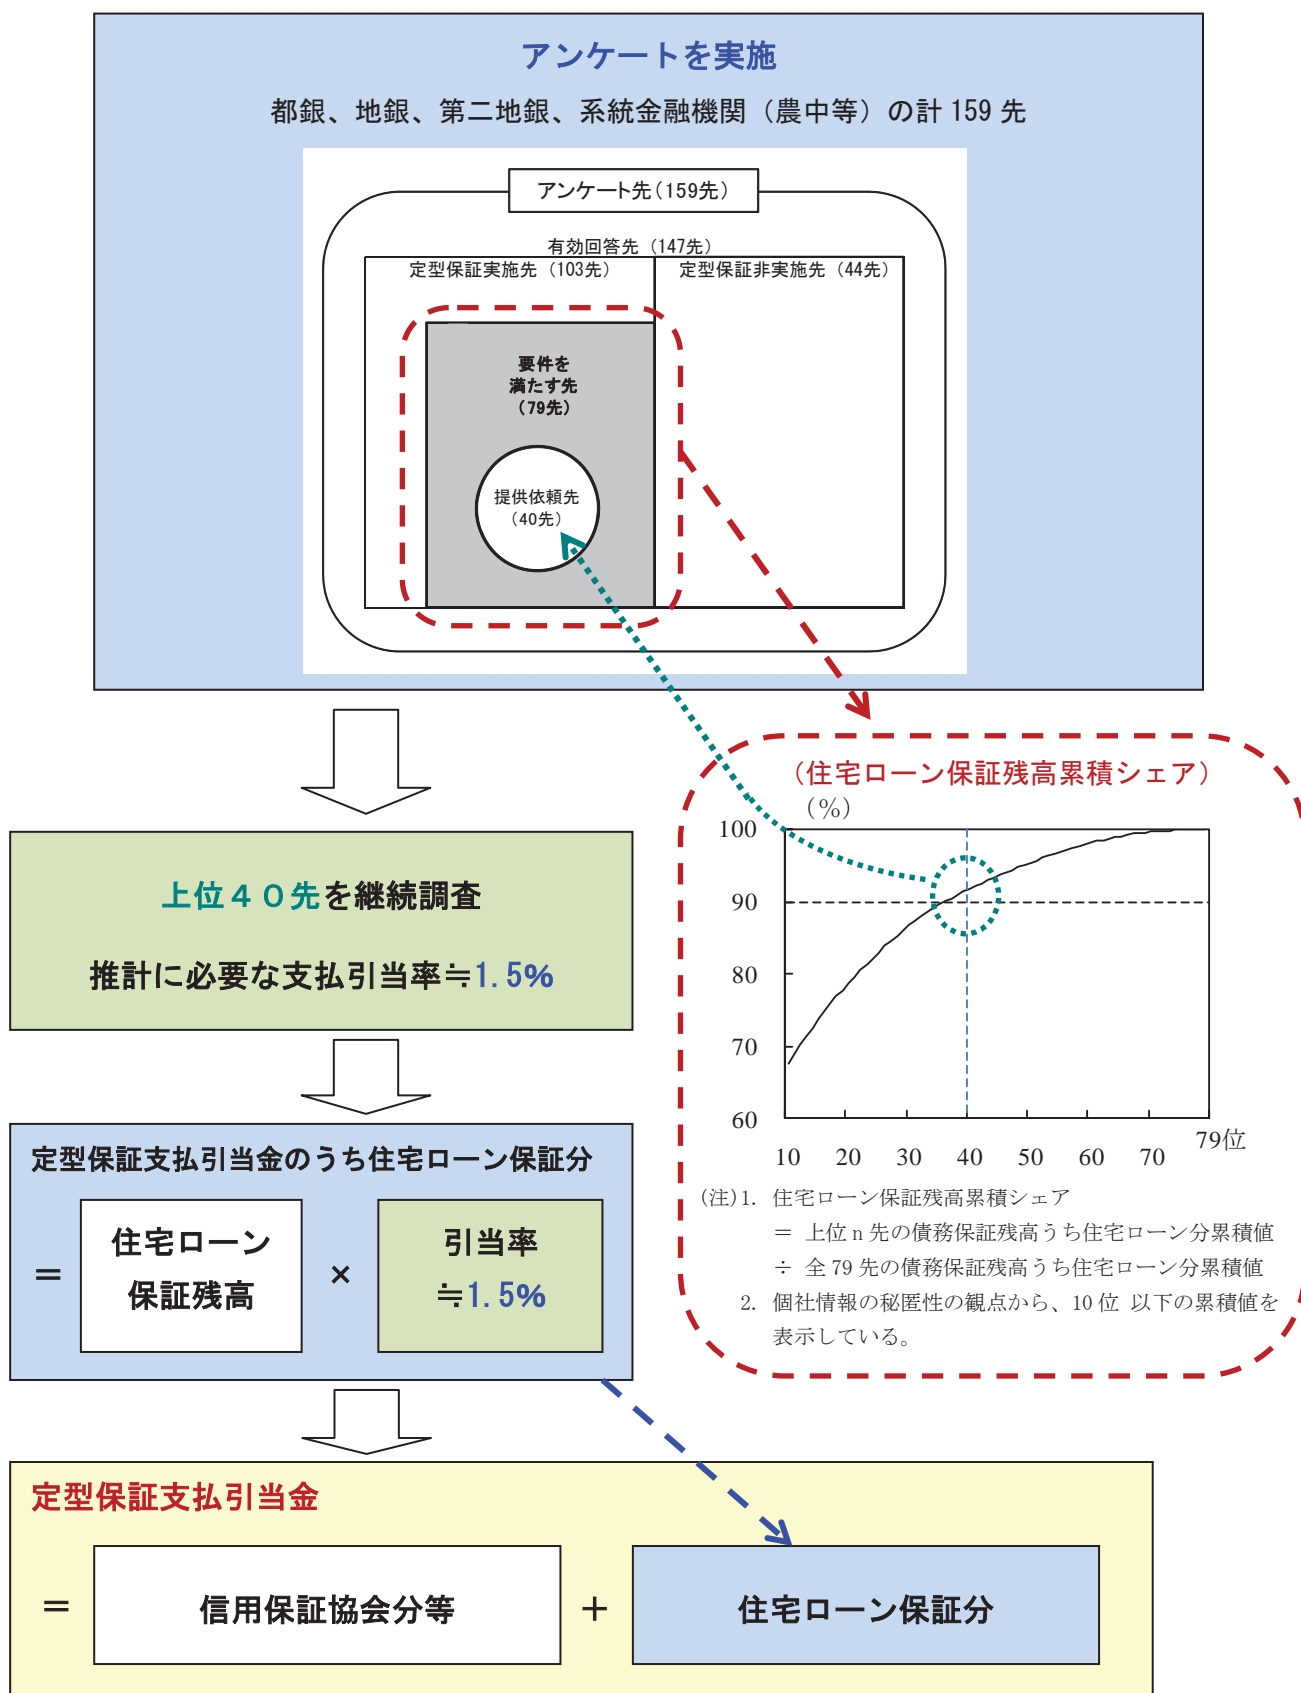 アンケートを実施
都銀、地銀、第二地銀、系統金融機関（農中等）の計 159 先
アンケート先(159先)
有効回答先（147先）
定型保証実施先（103先）
定型保証非実施先（44先）
要件を
満たす先
（79先）
提供依頼先
（40先）
（住宅ローン保証残高累積シェア）
（%）
100
90
80
70
60
10 20 30 40 50 60 70 79位
(注)1. 住宅ローン保証残高累積シェア
＝ 上位 n 先の債務保証残高うち住宅ローン分累積値
÷ 全 79 先の債務保証残高うち住宅ローン分累積値
2. 個社情報の秘匿性の観点から、10 位 以下の累積値を
表示している。
上位４０先を継続調査
推計に必要な支払引当率≒1.5%
定型保証支払引当金のうち住宅ローン保証分
＝ 住宅ローン
保証残高
×
引当率
≒1.5%
定型保証支払引当金
＝ 信用保証協会分等 ＋ 住宅ローン保証分